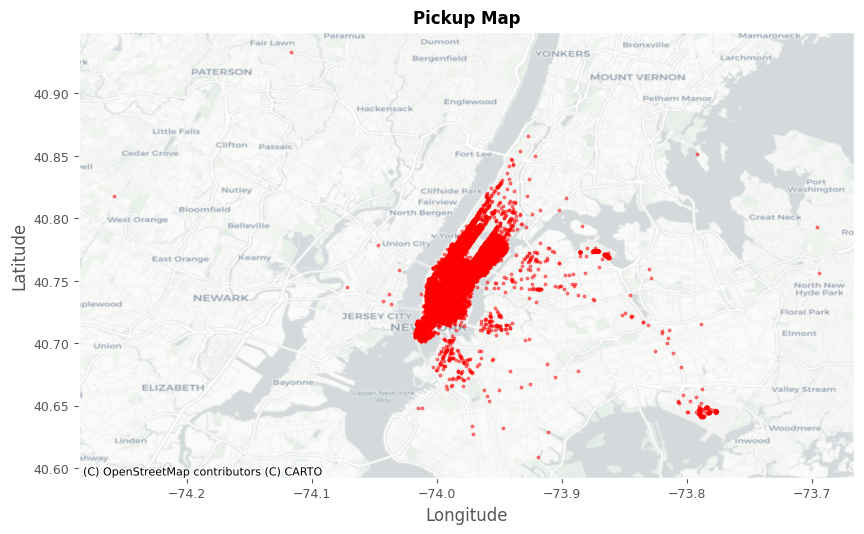 Pickup Map
Mamaroneck
Paramus
Fair Lawn
Dumont
YONKERS
Bronxville
Bergenfield
Larchmont
PATERSON
MOUNT VERNON
Pelham Manor
Englewood
Hackensack
Little Falls
Clifton
Passaic
Cedar Grove
Fort Lee
Port
Washington
Nutley
Cliffside Park
Fairview
Bloomfield
North Bergen
West Orange
Great Neck
Belleville
Union City
East Orange
Kearny
North New
Hyde Park
NEWARK
JERSEY CITY
Floral Park
Union
Elmont
ELIZABETH
Bayonne
Upper New York
Bay
Valley Stream
Woodmere
Inwood
Linden
(C) OpenStreetMap contributors (C) CARTO
40.90
40.85
40.80
40.75
40.70
40.65
40.60
Latitude
−74.2
−74.1
−74.0
−73.9
−73.8
−73.7
Longitude